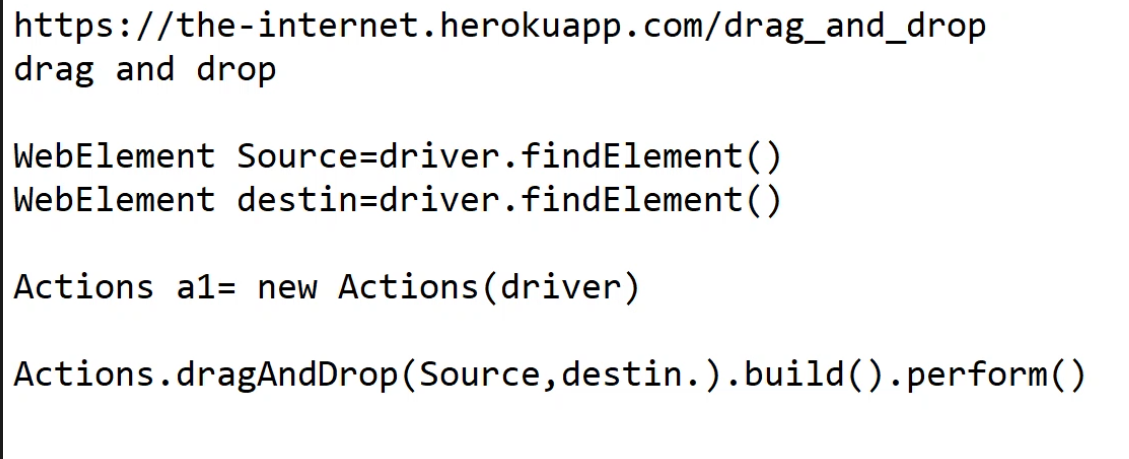 https://the-internet.herokuapp.com/drag_and_drop
drag and drop
WebElement Source=driver.findElement()
WebElement destin=driver.findElement()
Actions a1= new Actions(driver)
Actions.dragAndDrop(Source,destin.).build().perform()